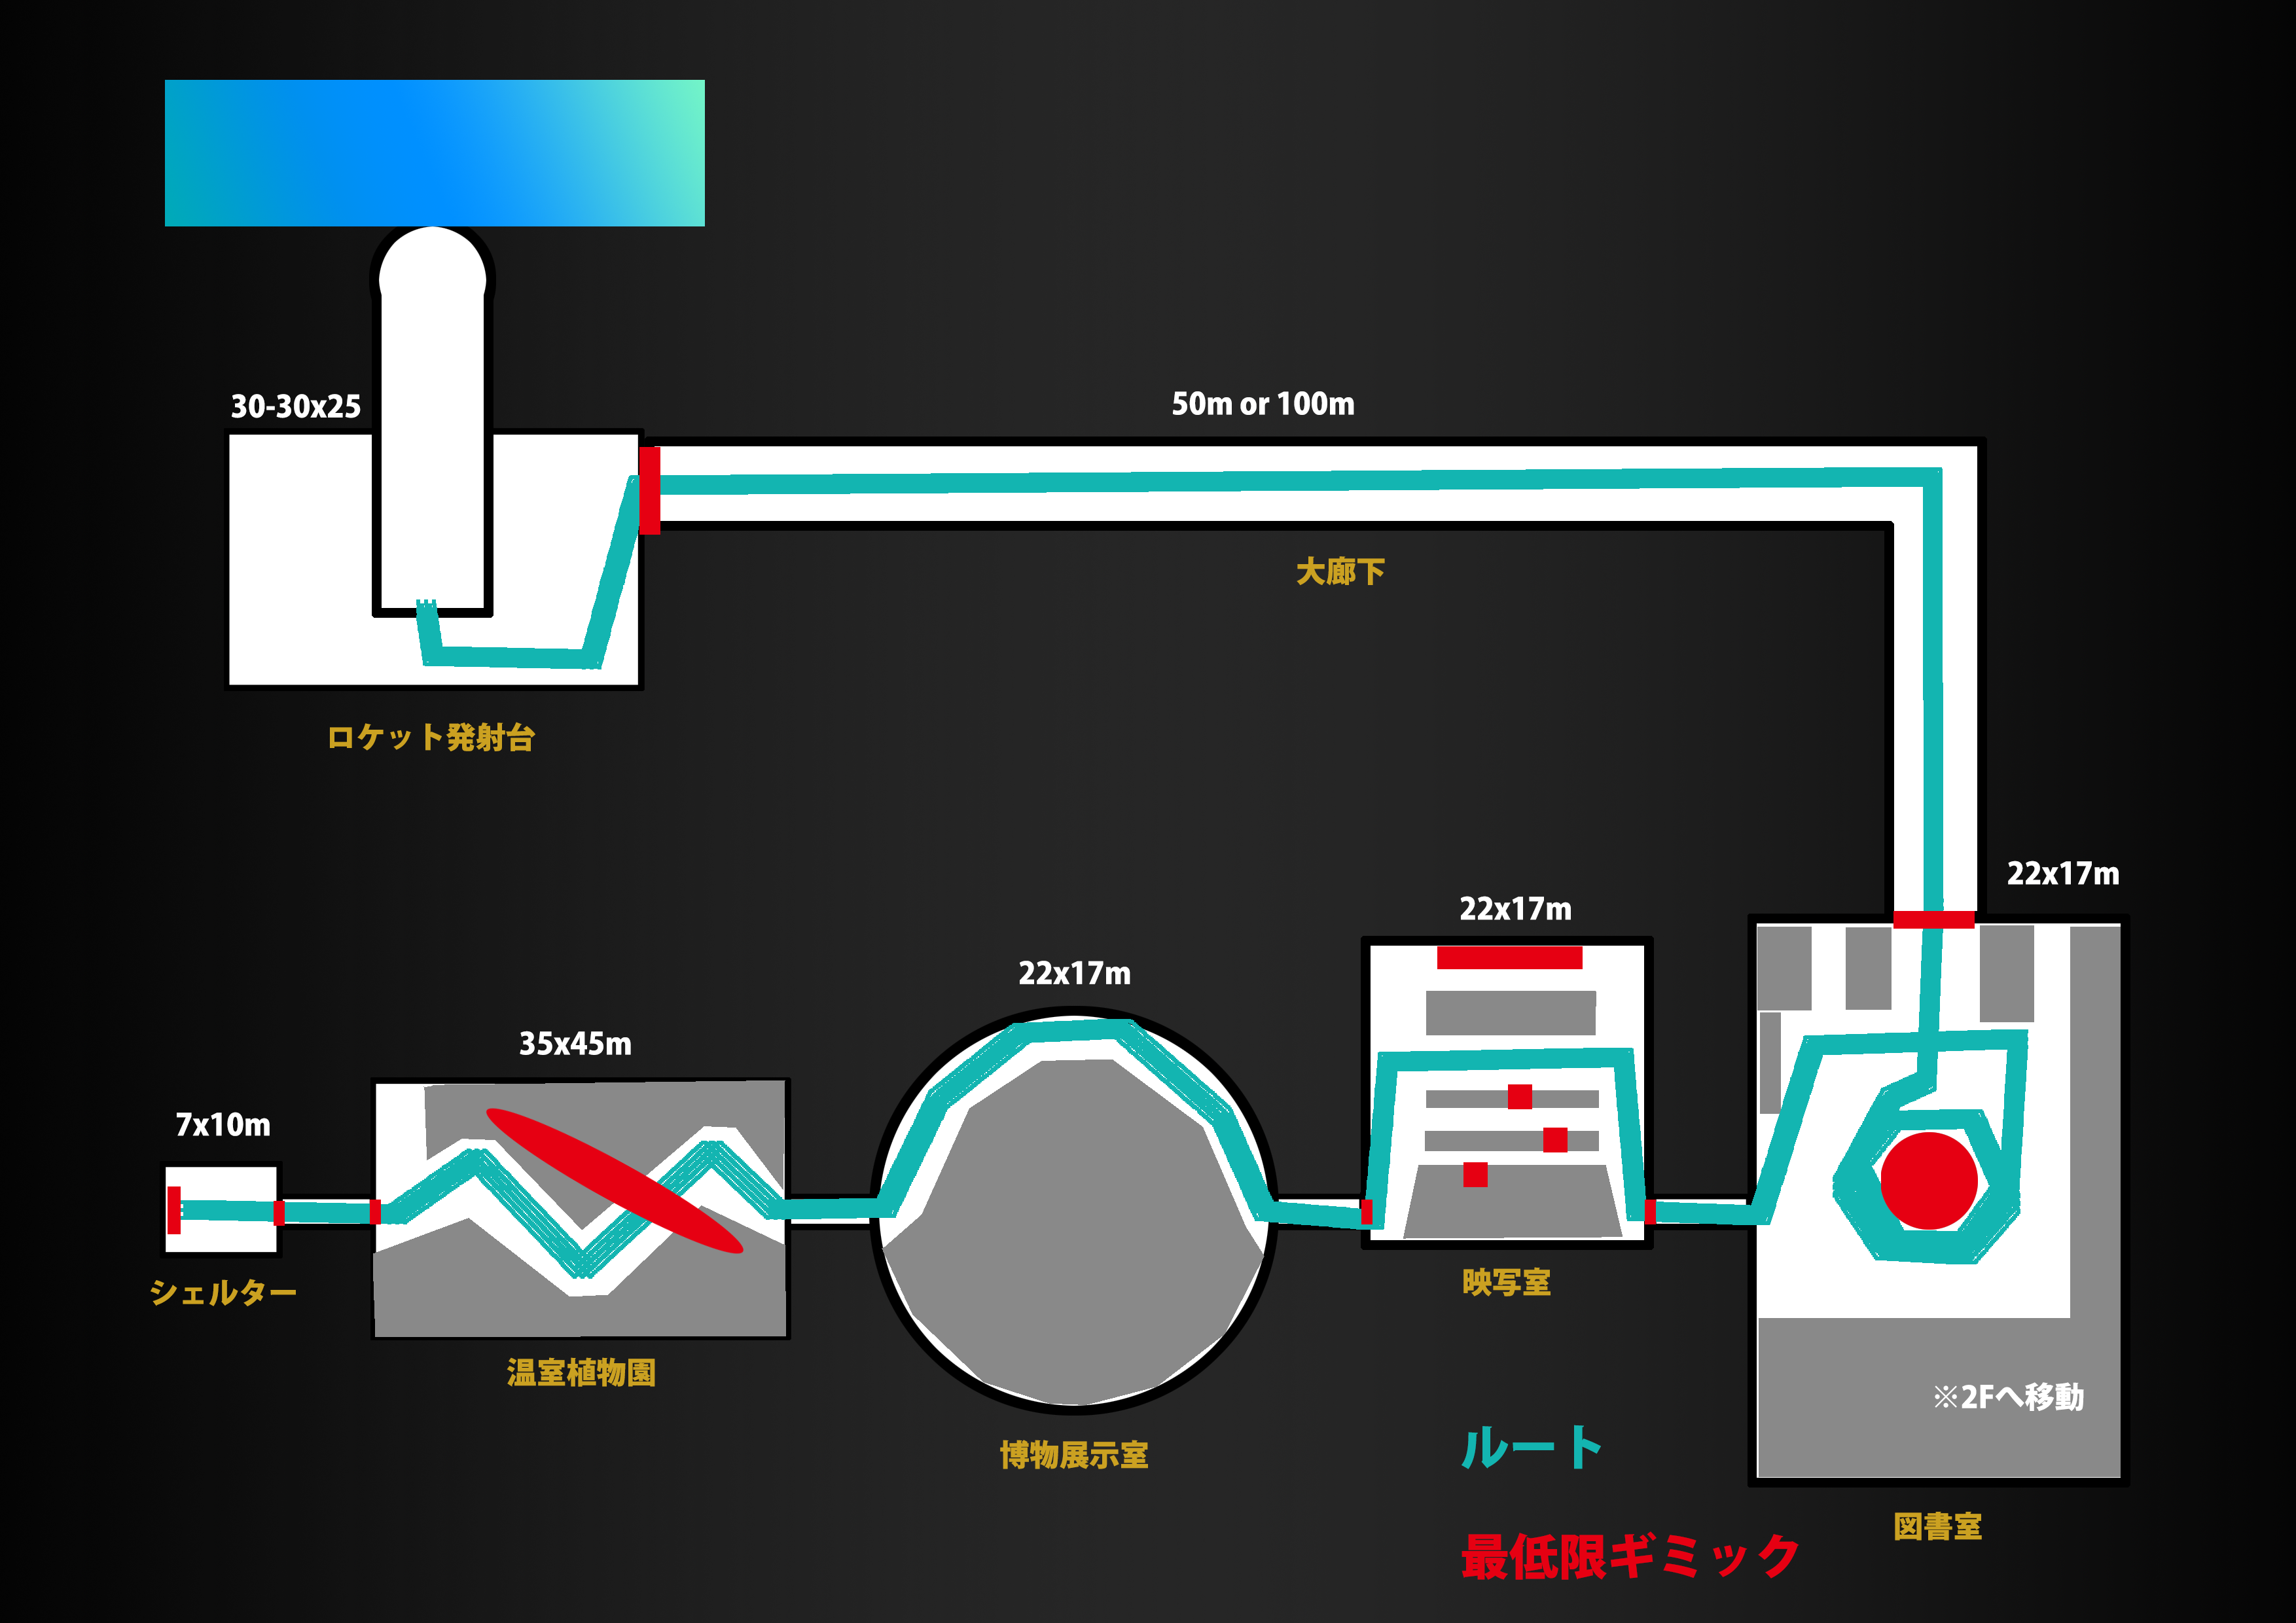 30-30x25
50m or 100m
大廊下
ロケット発射台
22x17m
22x17m
22x17m
35x45m
7x10m
シェルター
温室植物園
博物展示室
映写室
※2Fへ移動
図書室
ルート
最低限ギミック